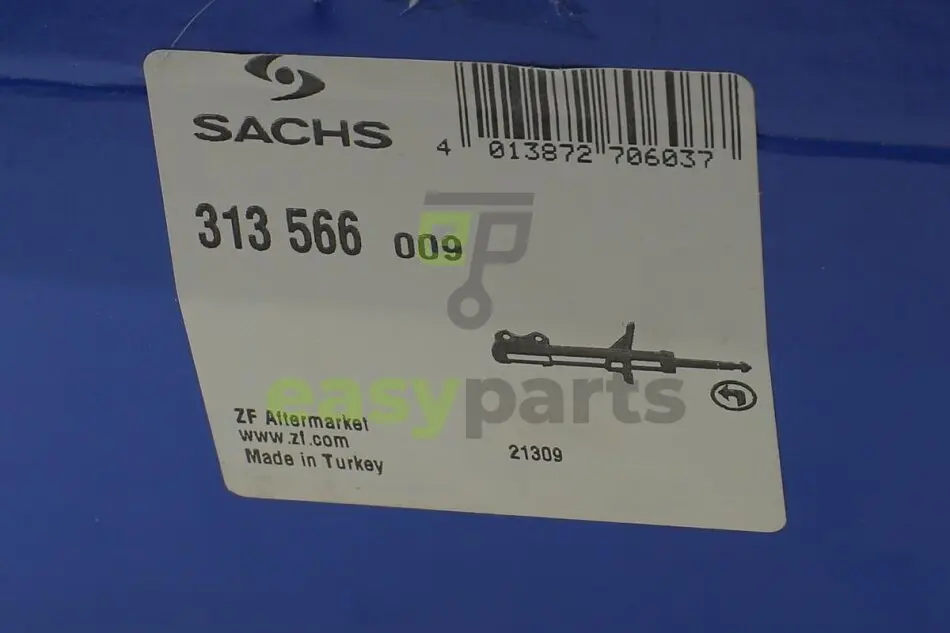 SACHS
4 013872 706037
313 566 009
easyparts
ZF Aftermarket
www.zf.com
Made in Turkey
21309